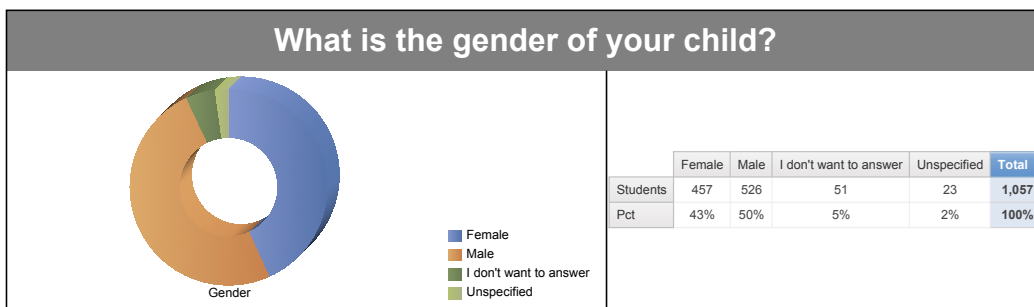 What is the gender of your child?
Female
Male
I don't want to answer
Unspecified
Gender
Female Male I don't want to answer Unspecified Total
Students 457 526 51 23 1,057
Pct 43% 50% 5% 2% 100%